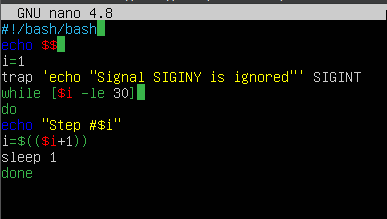 GNU nano 4.8
#!/bash/bash
echo $$
i=1
trap 'echo "Signal SIGINY is ignored"' SIGINT
while [$i -le 30]
do
echo "Step #$i"
i=$(($i+1))
sleep 1
done